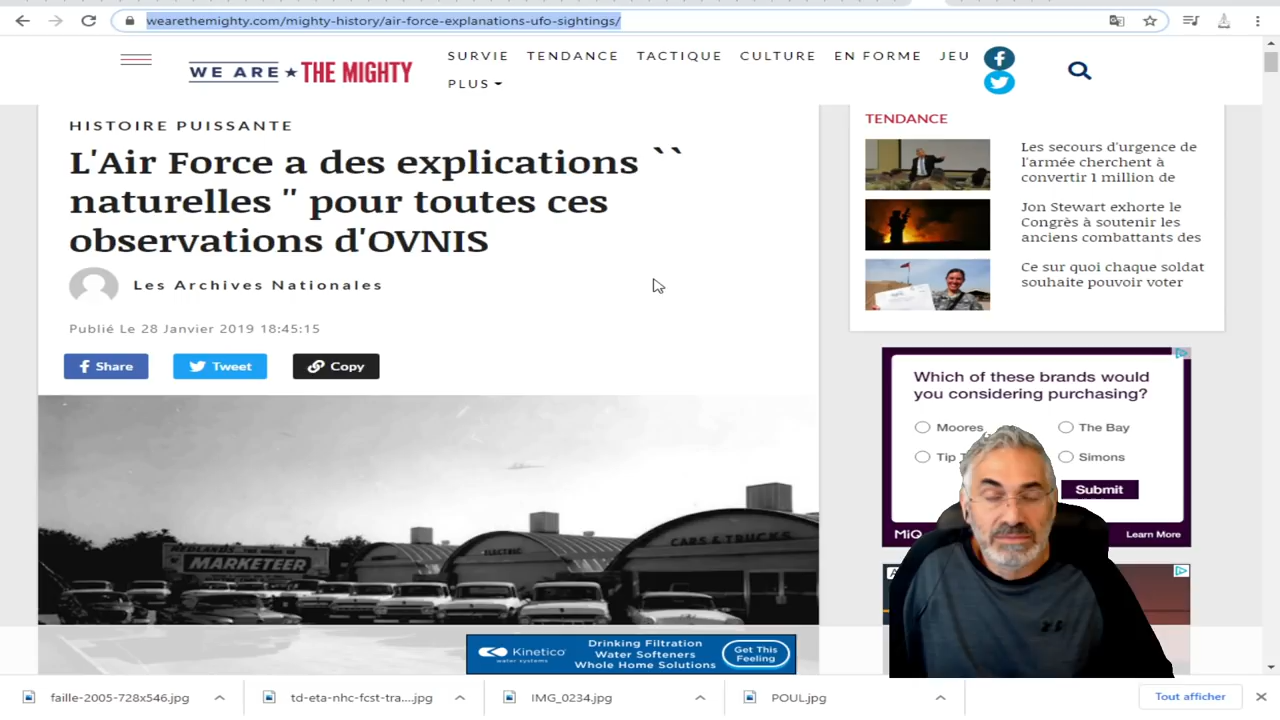 wearethemighty.com/mighty-history/air-force-explanations-ufo-sightings/
WE ARE ★ THE MIGHTY
SURVIE TENDANCE TACTIQUE CULTURE EN FORME JEU
PLUS
HISTOIRE PUISSANTE
L'Air Force a des explications ``
naturelles '' pour toutes ces
observations d'OVNIS
Les Archives Nationales
Publié Le 28 Janvier 2019 18:45:15
Share Tweet Copy
MARKETEER
ELECTRIC
CARS & TRUCKS
TENDANCE
Les secours d'urgence de
l'armée cherchent à
convertir 1 million de
Jon Stewart exhorte le
Congrès à soutenir les
anciens combattants des
Ce sur quoi chaque soldat
souhaite pouvoir voter
Which of these brands would
you considering purchasing?
Moores The Bay
Tip Simons
Submit
MiQ Learn More
Kinetico
water systems
Drinking Filtration
Water Softeners
Whole Home Solutions
Get This
Feeling
faille-2005-728x546.jpg
td-eta-nhc-fcst-tra....jpg
IMG_0234.jpg
POUL.jpg
Tout afficher